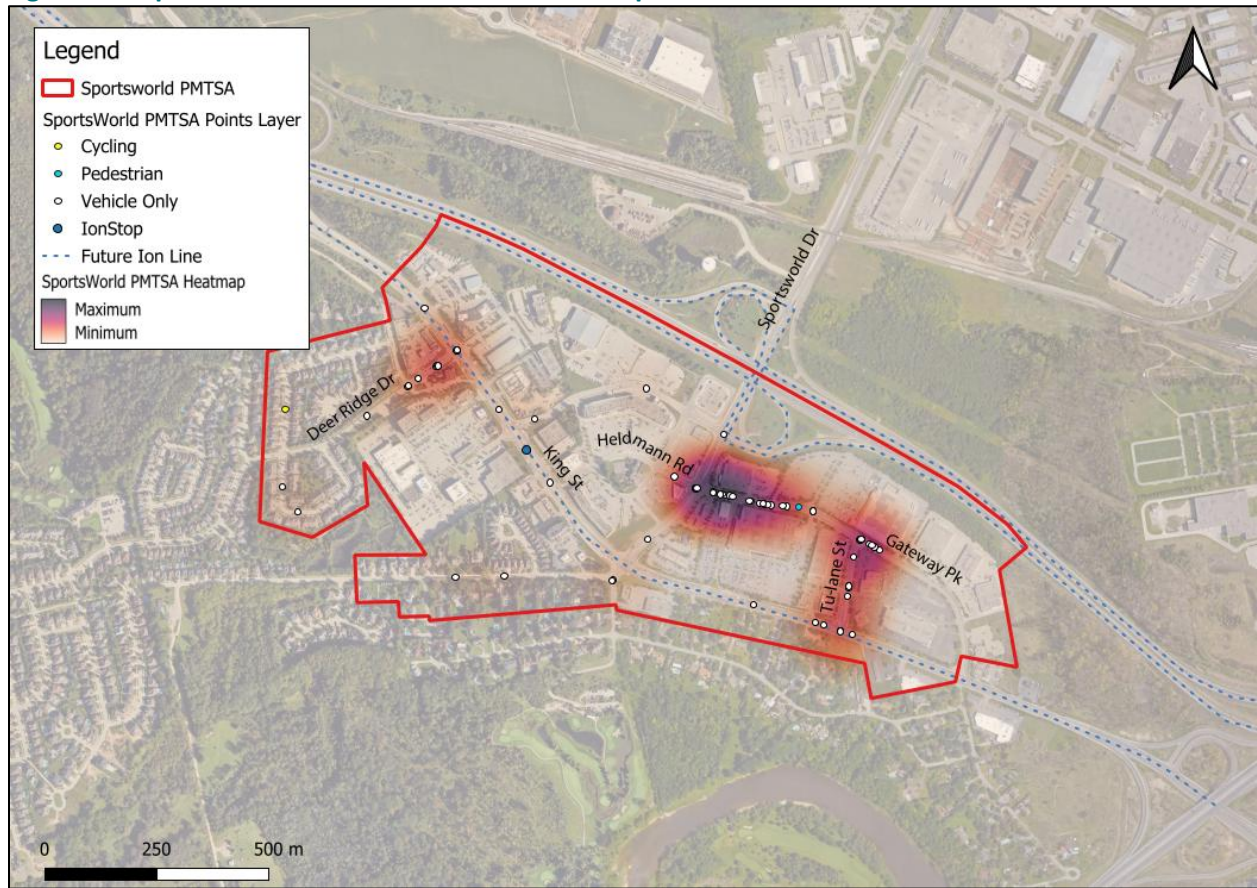 Legend
Sportsworld PMTSA
SportsWorld PMTSA Points Layer
Cycling
Pedestrian
Vehicle Only
IonStop
Future Ion Line
SportsWorld PMTSA Heatmap
Maximum
Minimum
Sportsworld Dr
Deer Ridge Dr
King St
Heldmann Rd
Gateway Pk
Tu-lane St
0 250 500 m